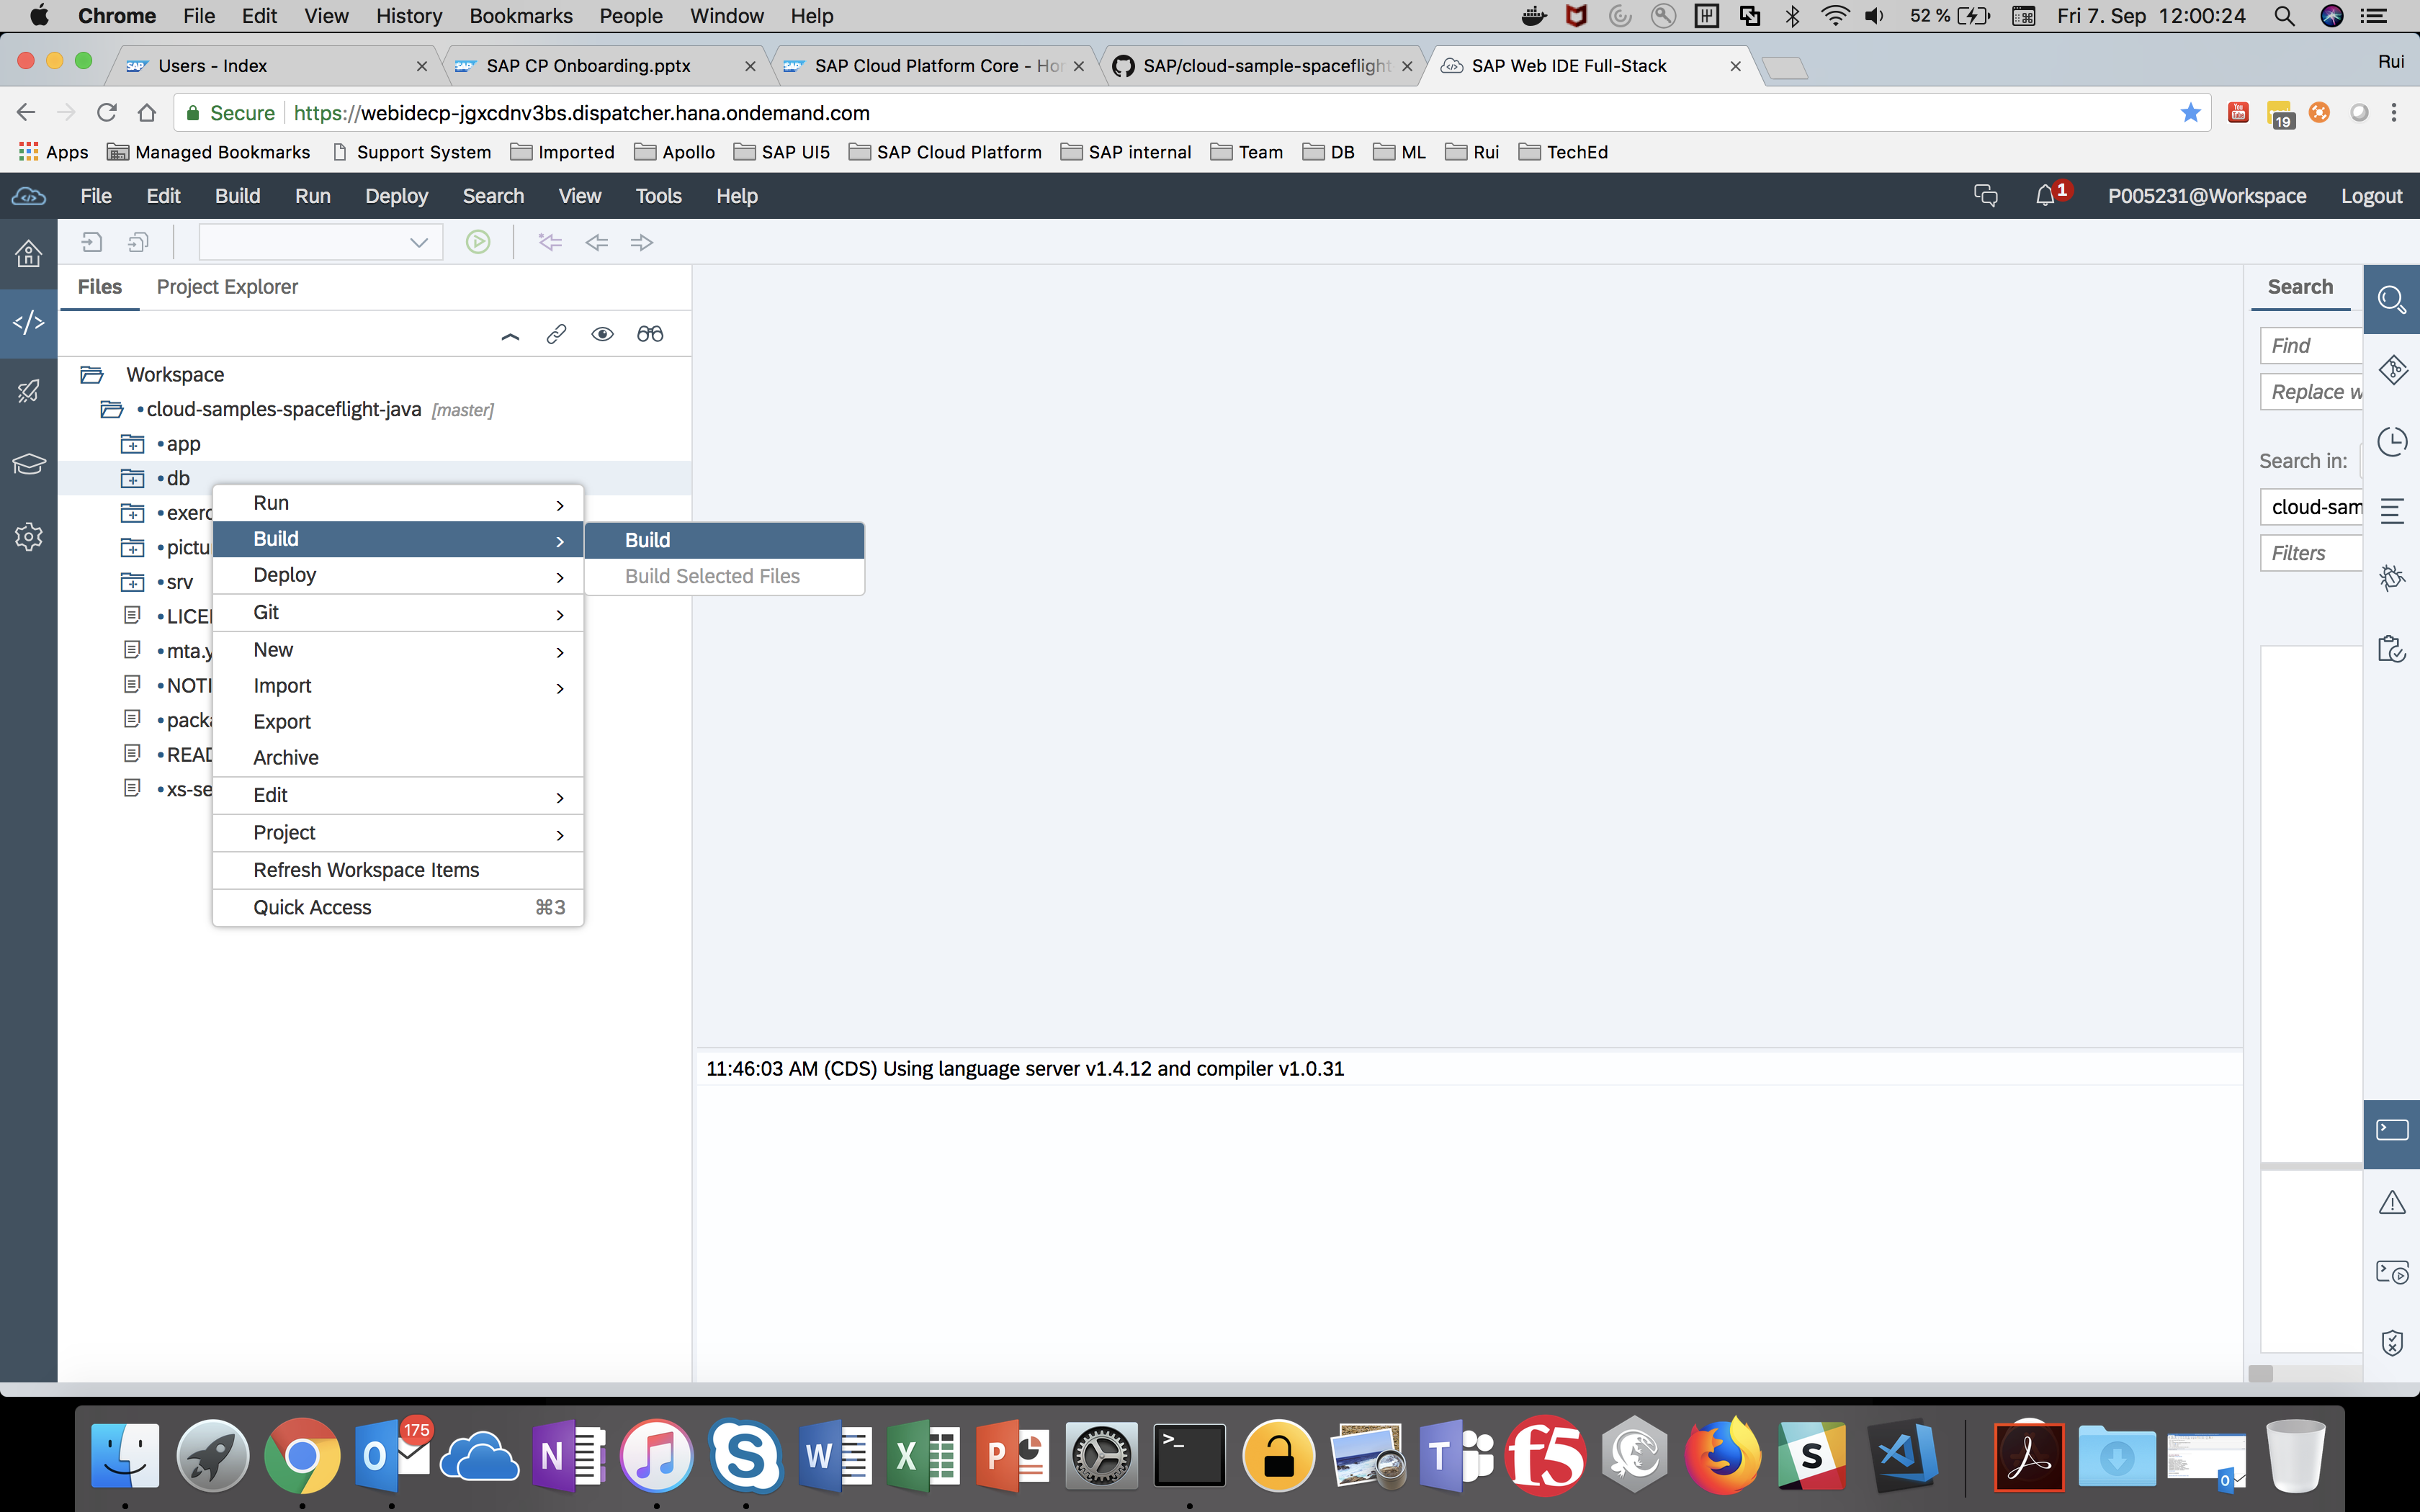 Chrome File Edit View History Bookmarks People Window Help 52 % Fri 7. Sep 12:00:24
Users - Index SAP CP Onboarding.pptx SAP Cloud Platform Core - Hor SAP/cloud-sample-spaceflight- SAP Web IDE Full-Stack Rui
Secure https://webidecp-jgxcdnv3bs.dispatcher.hana.ondemand.com 19
Apps Managed Bookmarks Support System Imported Apollo SAP UI5 SAP Cloud Platform SAP internal Team DB ML Rui TechEd
File Edit Build Run Deploy Search View Tools Help 1 P005231@Workspace Logout
Files Project Explorer
Workspace
cloud-samples-spaceflight-java [master]
app
db
exerc
pictu
srv
LICE
mta.y
NOTI
packa
READ
xs-se
Run
Build
Deploy
Git
New
Import
Export
Archive
Edit
Project
Refresh Workspace Items
Quick Access ⌘3
Build
Build Selected Files
11:46:03 AM (CDS) Using language server v1.4.12 and compiler v1.0.31
Search
Find
Replace w
Search in:
cloud-sam
Filters
175